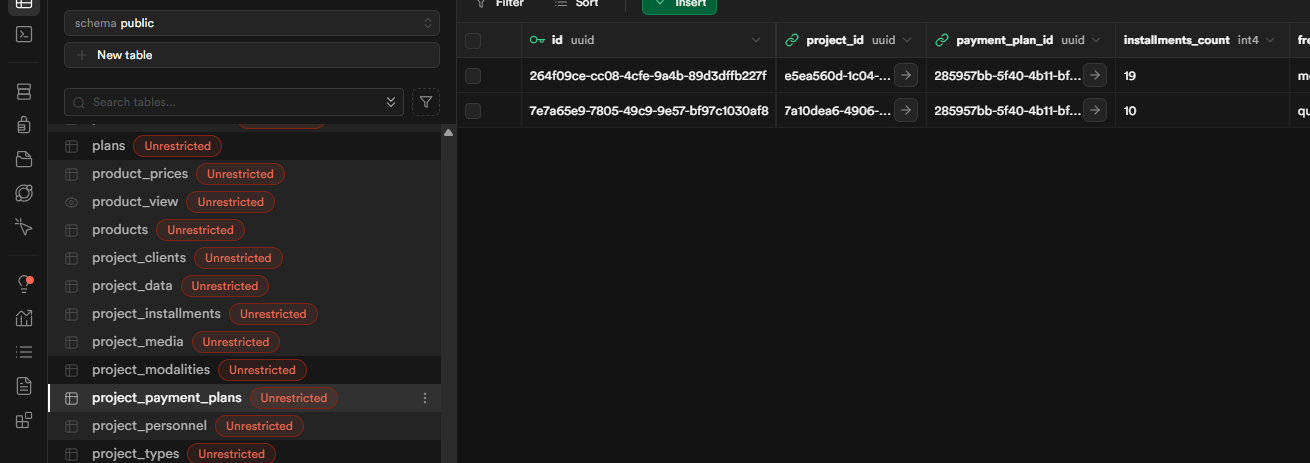 schema public
New table
Search tables...
plans Unrestricted
product_prices Unrestricted
product_view Unrestricted
products Unrestricted
project_clients Unrestricted
project_data Unrestricted
project_installments Unrestricted
project_media Unrestricted
project_modalities Unrestricted
project_payment_plans Unrestricted
project_personnel Unrestricted
project_types Unrestricted
Filter Sort Insert
id uuid project_id uuid payment_plan_id uuid installments_count int4
264f09ce-cc08-4cfe-9a4b-89d3dffb227f e5ea560d-1c04-... 285957bb-5f40-4b11-bf... 19
7e7a65e9-7805-49c9-9e57-bf97c1030af8 7a10dea6-4906-... 285957bb-5f40-4b11-bf... 10